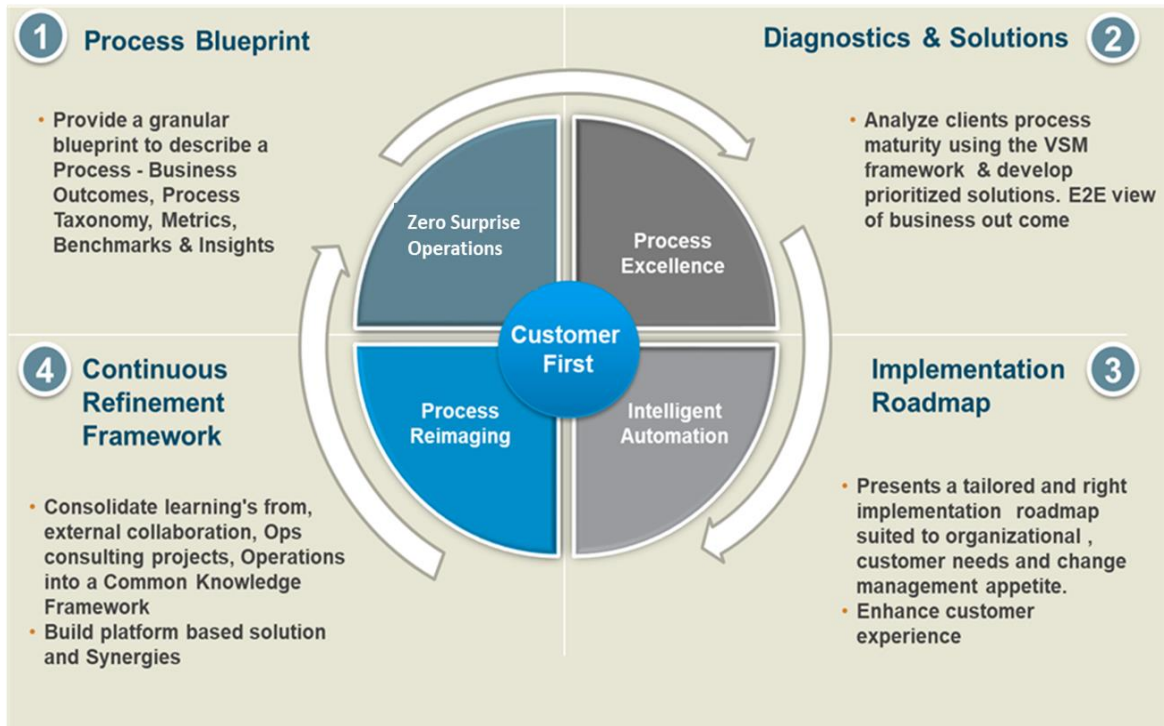 1
Process Blueprint
• Provide a granular
blueprint to describe a
Process - Business
Outcomes, Process
Taxonomy, Metrics,
Benchmarks & Insights
Diagnostics & Solutions
2
• Analyze clients process
maturity using the VSM
framework & develop
prioritized solutions. E2E view
of business out come
Zero Surprise
Operations
Process
Excellence
Customer
First
Process
Reimaging
Intelligent
Automation
4
Continuous
Refinement
Framework
• Consolidate learning's from,
external collaboration, Ops
consulting projects, Operations
into a Common Knowledge
Framework
• Build platform based solution
and Synergies
Implementation
Roadmap
3
• Presents a tailored and right
implementation roadmap
suited to organizational ,
customer needs and change
management appetite.
• Enhance customer
experience